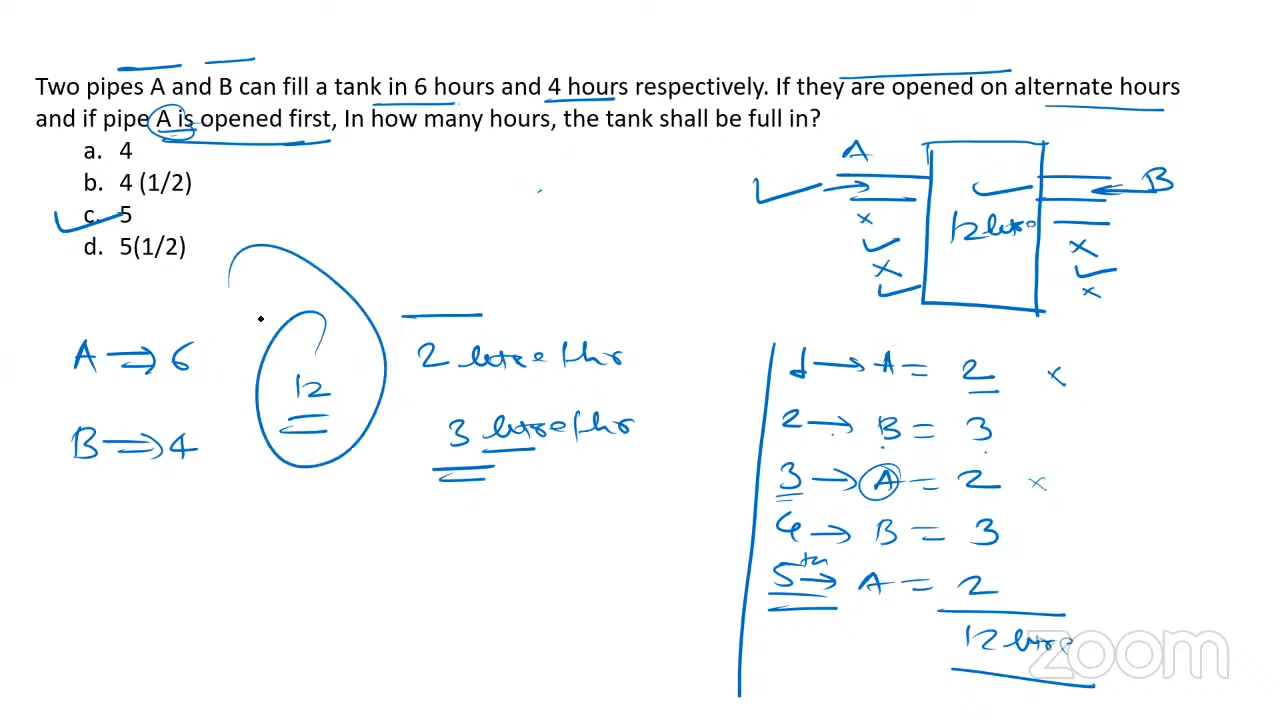 Two pipes A and B can fill a tank in 6 hours and 4 hours respectively. If they are opened on alternate hours
and if pipe A is opened first, In how many hours, the tank shall be full in?
a. 4
b. 4 (1/2)
c. 5
d. 5(1/2)
A
B
12 litre
x
x
x
x
A → 6
12
2 litre/hr
B → 4
3 litre/hr
1 → A = 2 x
2 → B = 3
3 → A = 2 x
4 → B = 3
5th → A = 2
12 litre
zoom